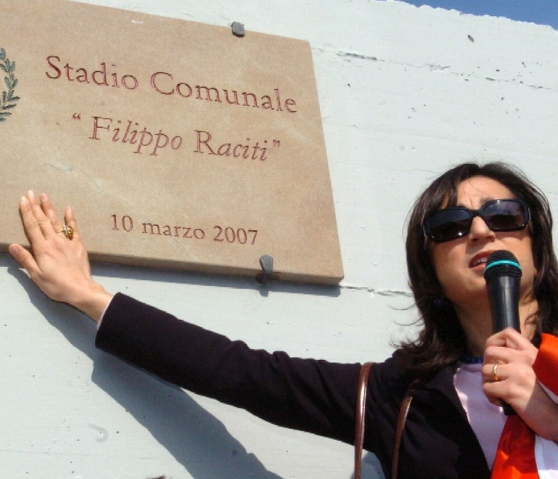 Stadio Comunale
“Filippo Raciti”
10 marzo 2007